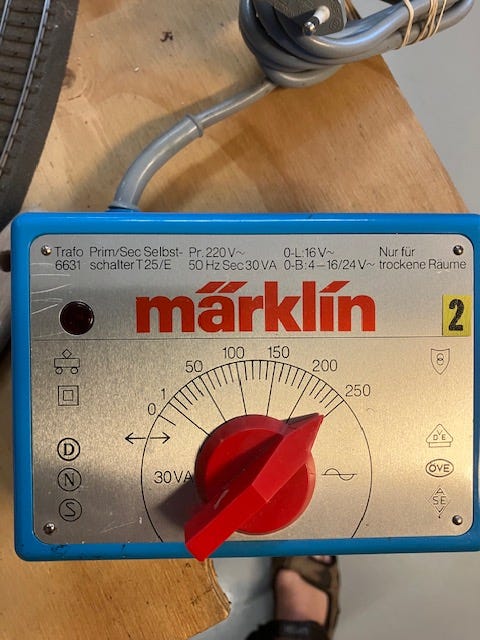 Trafo Prim/Sec Selbst- Pr. 220 V~ 0-L:16 V~ Nur für
6631 schalter T 25/E 50 Hz Sec 30 VA 0-B: 4–16/24 V~ trockene Räume
märklin
2
0 1 50 100 150 200 250
30 VA
D
N
S
VDE
ÖVE
SE